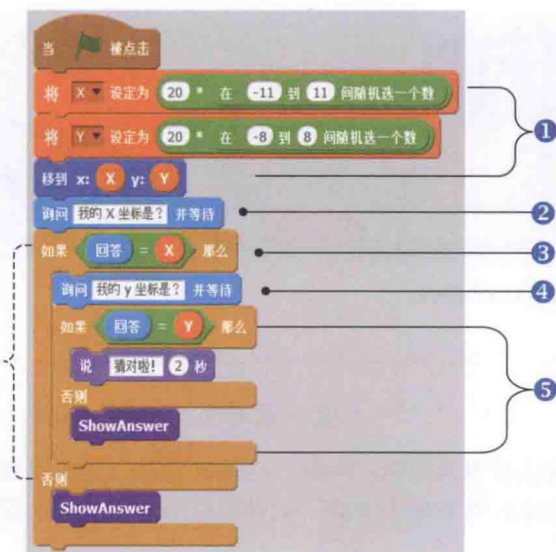 当 被点击
将 X 设定为 20 * 在 -11 到 11 间随机选一个数
将 Y 设定为 20 * 在 -8 到 8 间随机选一个数
1
移到 x: X y: Y
询问 我的 X 坐标是? 并等待 2
如果 回答 = X 那么 3
询问 我的 y 坐标是? 并等待 4
如果 回答 = Y 那么
说 猜对啦! 2 秒
5
否则
ShowAnswer
否则
ShowAnswer